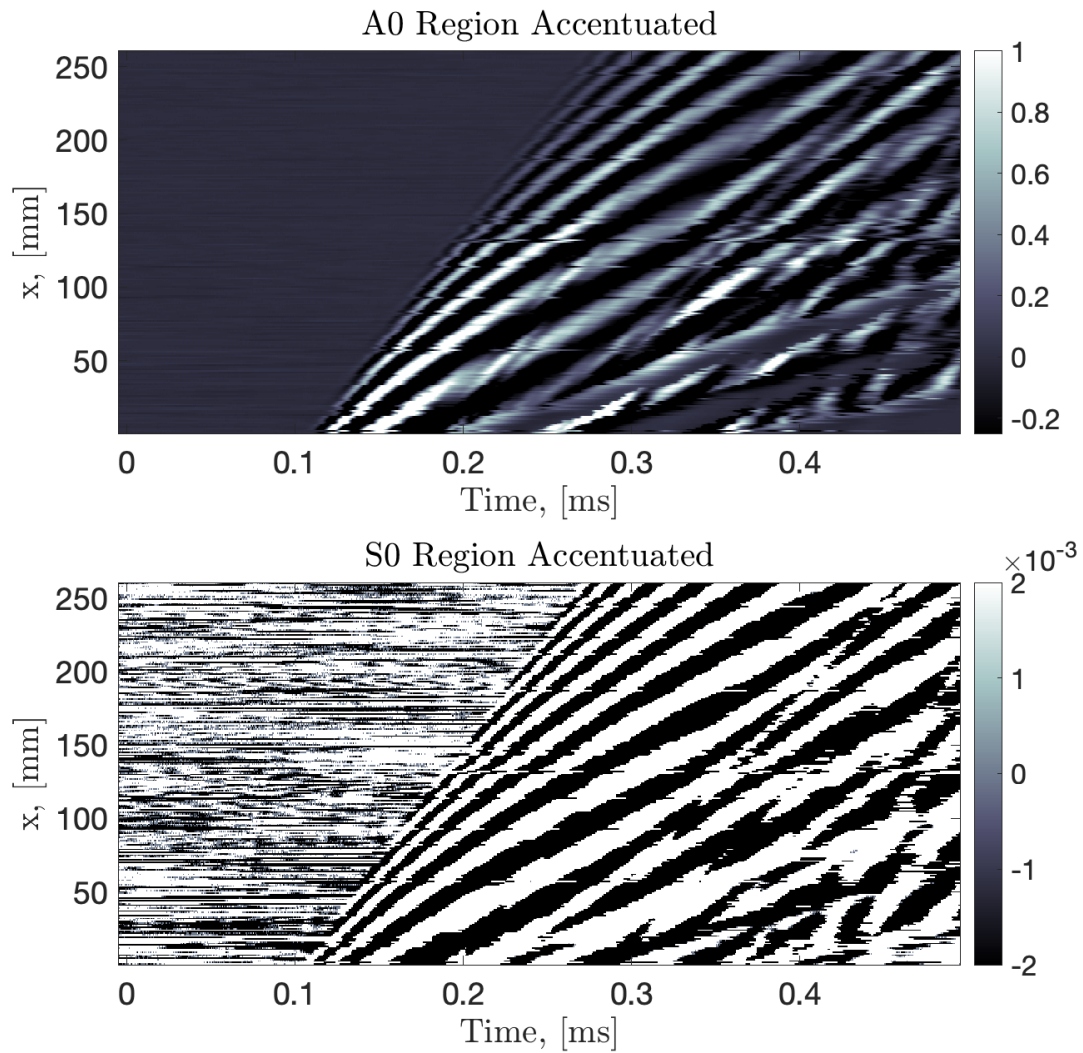 A0 Region Accentuated
250
200
150
100
50
x, [mm]
0 0.1 0.2 0.3 0.4
Time, [ms]
1
0.8
0.6
0.4
0.2
0
-0.2
S0 Region Accentuated
×10⁻³
250
200
150
100
50
x, [mm]
0 0.1 0.2 0.3 0.4
Time, [ms]
2
1
0
-1
-2